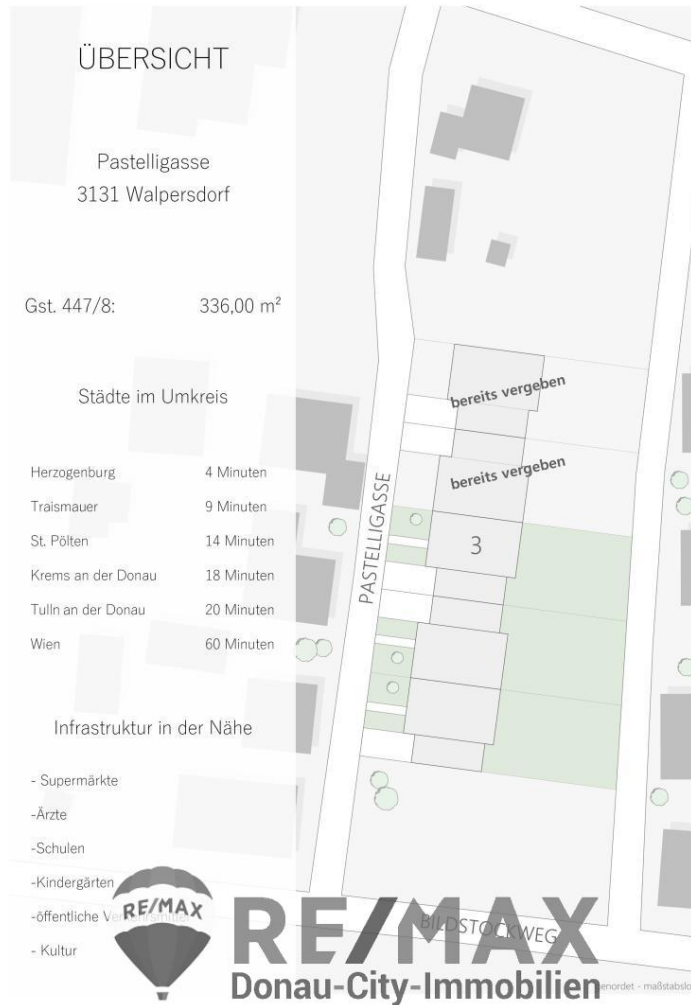 ÜBERSICHT
Pastelligasse
3131 Walpersdorf
Gst. 447/8: 336,00 m²
Städte im Umkreis
Herzogenburg 4 Minuten
Traismauer 9 Minuten
St. Pölten 14 Minuten
Krems an der Donau 18 Minuten
Tulln an der Donau 20 Minuten
Wien 60 Minuten
Infrastruktur in der Nähe
- Supermärkte
-Ärzte
-Schulen
-Kindergärten
-öffentliche
- Kultur
bereits vergeben
bereits vergeben
3
PASTELLIGASSE
BILDSTOCKWEG
RE/MAX
RE/MAX
Donau-City-Immobilien